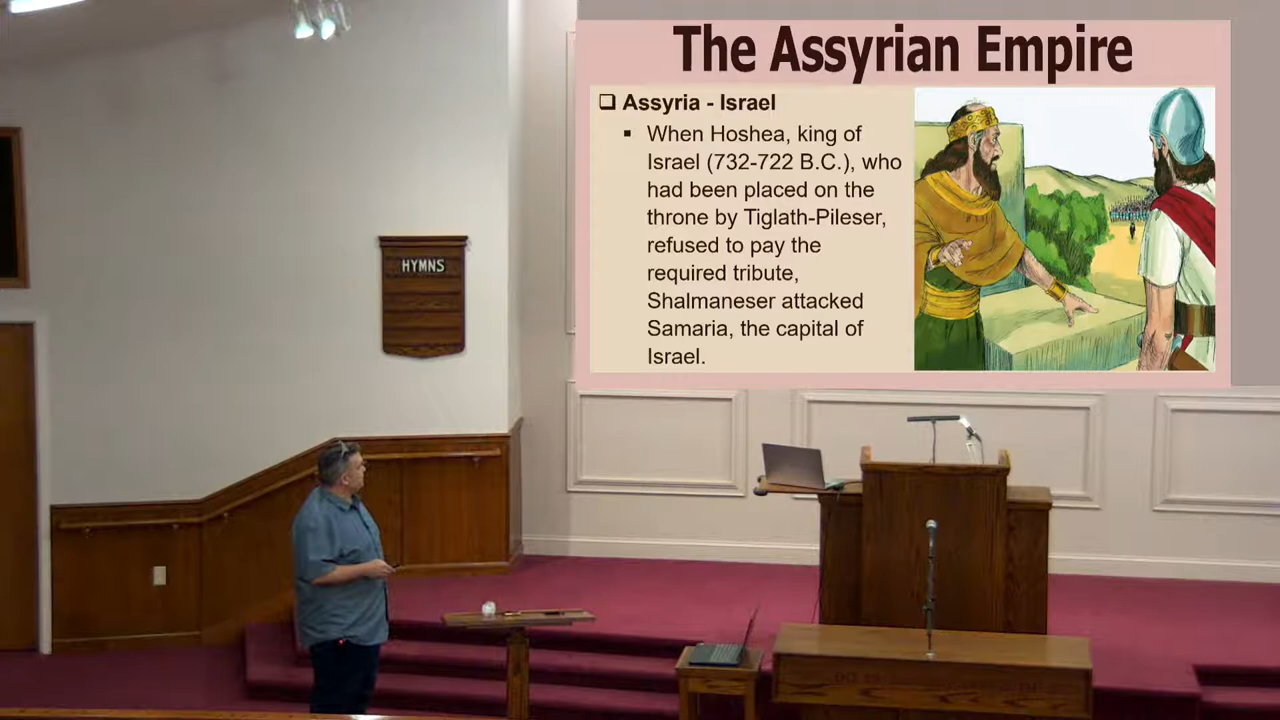 The Assyrian Empire
❑ Assyria - Israel
▪ When Hoshea, king of
Israel (732-722 B.C.), who
had been placed on the
throne by Tiglath-Pileser,
refused to pay the
required tribute,
Shalmaneser attacked
Samaria, the capital of
Israel.
HYMNS